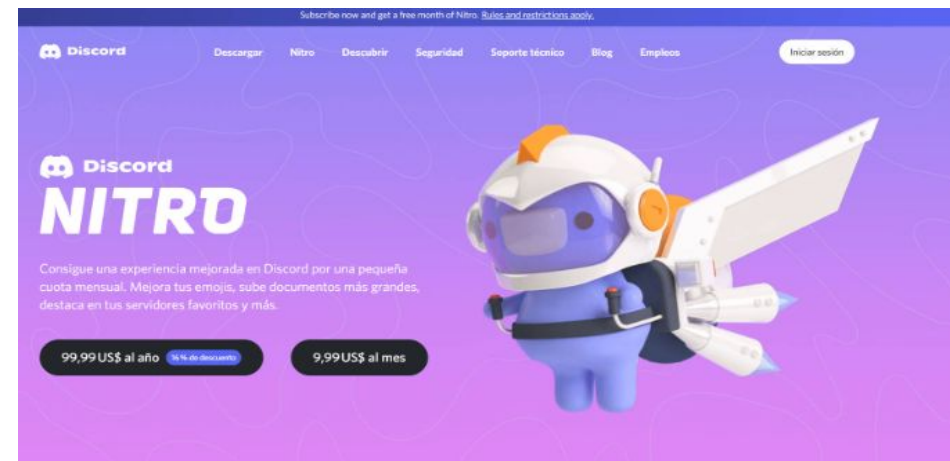 Subscribe now and get a free month of Nitro. Rules and restrictions apply.
Discord
Descargar Nitro Descubrir Seguridad Soporte técnico Blog Empleos
Iniciar sesión
Discord
NITRO
Consigue una experiencia mejorada en Discord por una pequeña
cuota mensual. Mejora tus emojis, sube documentos más grandes,
destaca en tus servidores favoritos y más.
99,99 US$ al año 16 % de descuento
9,99 US$ al mes